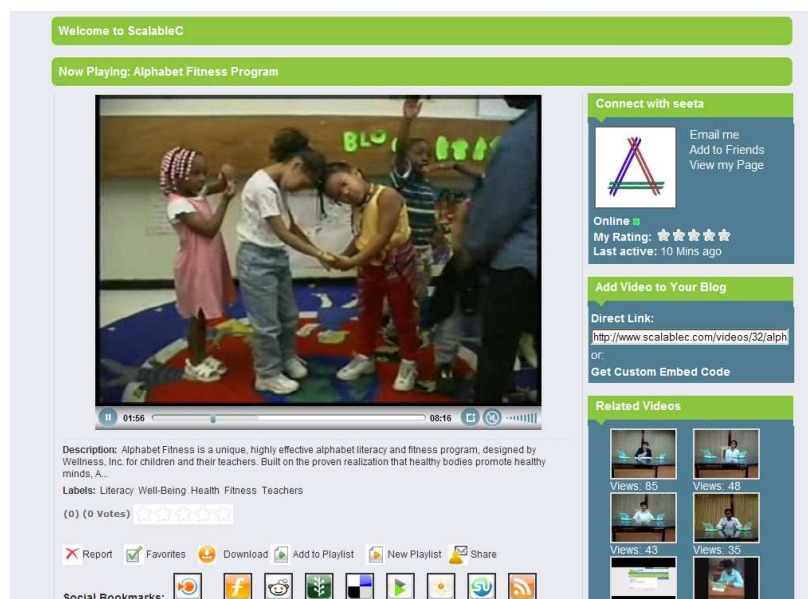 Welcome to ScalableC
Now Playing: Alphabet Fitness Program
BLO
01:56
08:16
Description: Alphabet Fitness is a unique, highly effective alphabet literacy and fitness program, designed by
Wellness, Inc. for children and their teachers. Built on the proven realization that healthy bodies promote healthy
minds, A...
Labels: Literacy Well-Being Health Fitness Teachers
(0) (0 Votes)
Report Favorites Download Add to Playlist New Playlist Share
Social Bookmarks:
Connect with seeta
Email me
Add to Friends
View my Page
Online
My Rating:
Last active: 10 Mins ago
Add Video to Your Blog
Direct Link:
http://www.scalablec.com/videos/32/alph
or:
Get Custom Embed Code
Related Videos
Views: 85 Views: 48
Views: 43 Views: 35